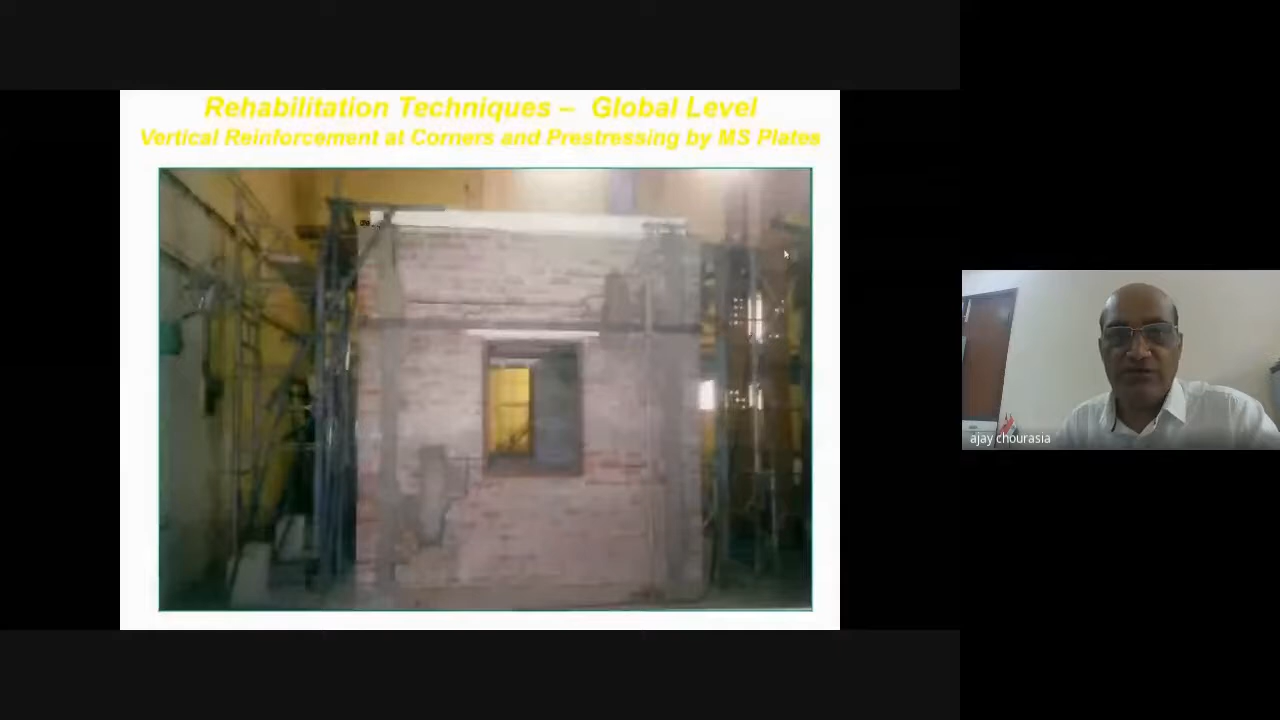 Rehabilitation Techniques – Global Level
Vertical Reinforcement at Corners and Prestressing by MS Plates
ajay chourasia